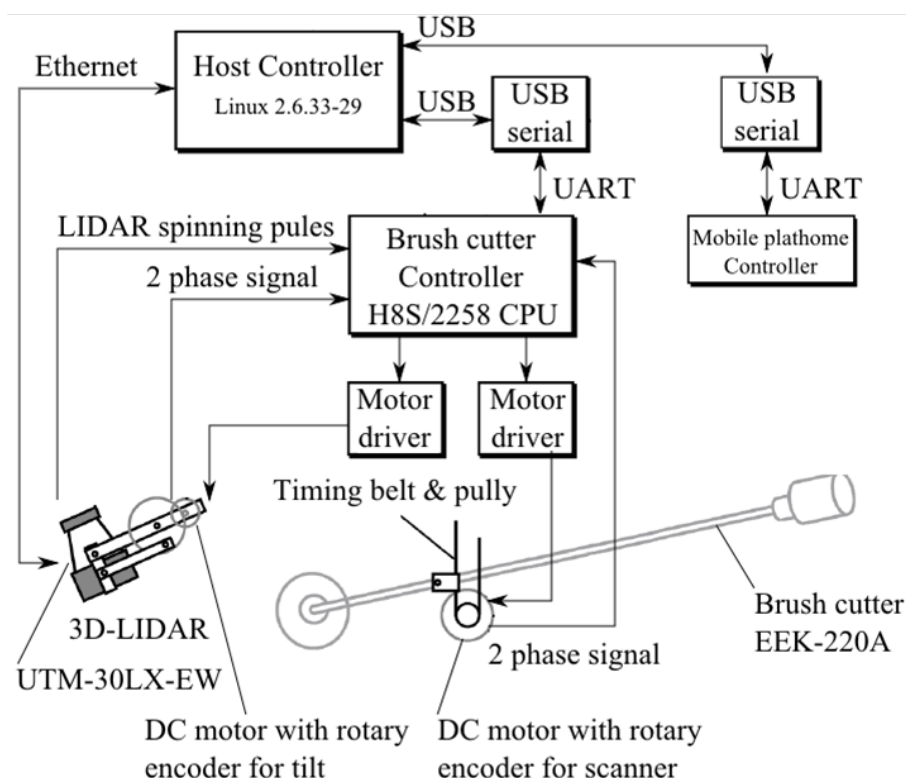 USB
Ethernet
Host Controller
Linux 2.6.33-29
USB
USB
serial
USB
serial
UART
UART
LIDAR spinning pules
2 phase signal
Brush cutter
Controller
H8S/2258 CPU
Mobile plathome
Controller
Motor
driver
Motor
driver
Timing belt & pully
3D-LIDAR
UTM-30LX-EW
2 phase signal
Brush cutter
EEK-220A
DC motor with rotary
encoder for tilt
DC motor with rotary
encoder for scanner